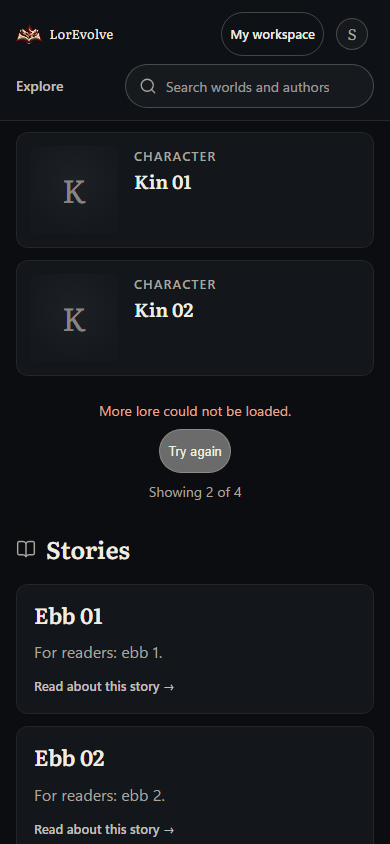 LorEvolve
My workspace
S
Explore
Search worlds and authors
K
CHARACTER
Kin 01
K
CHARACTER
Kin 02
More lore could not be loaded.
Try again
Showing 2 of 4
Stories
Ebb 01
For readers: ebb 1.
Read about this story →
Ebb 02
For readers: ebb 2.
Read about this story →